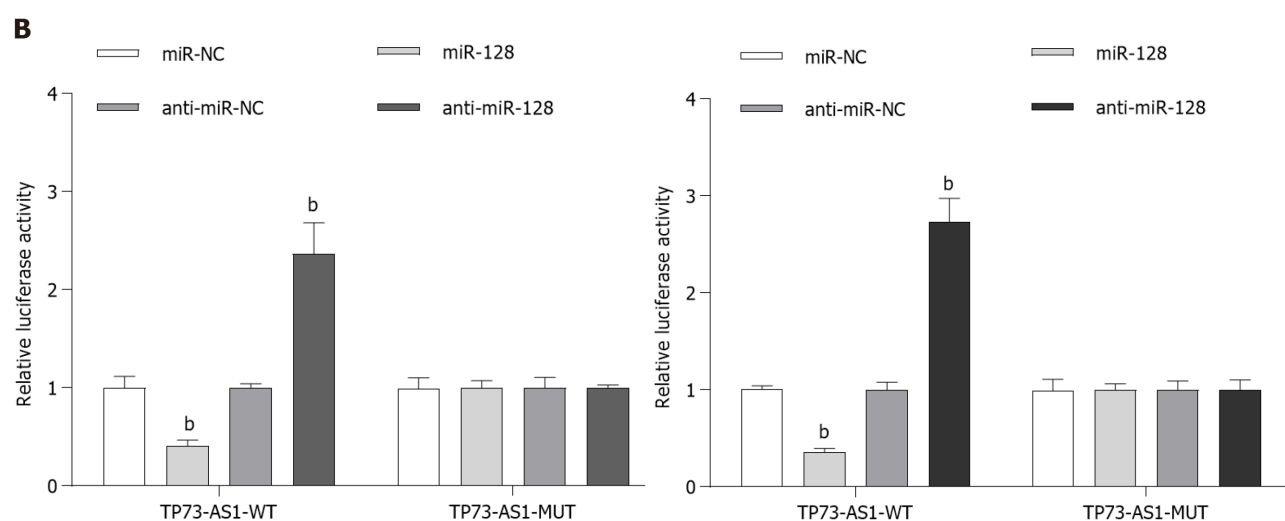 B
miR-NC
miR-128
anti-miR-NC
anti-miR-128
Relative luciferase activity
4
3
2
1
0
b
b
TP73-AS1-WT
TP73-AS1-MUT
miR-NC
miR-128
anti-miR-NC
anti-miR-128
Relative luciferase activity
4
3
2
1
0
b
b
TP73-AS1-WT
TP73-AS1-MUT